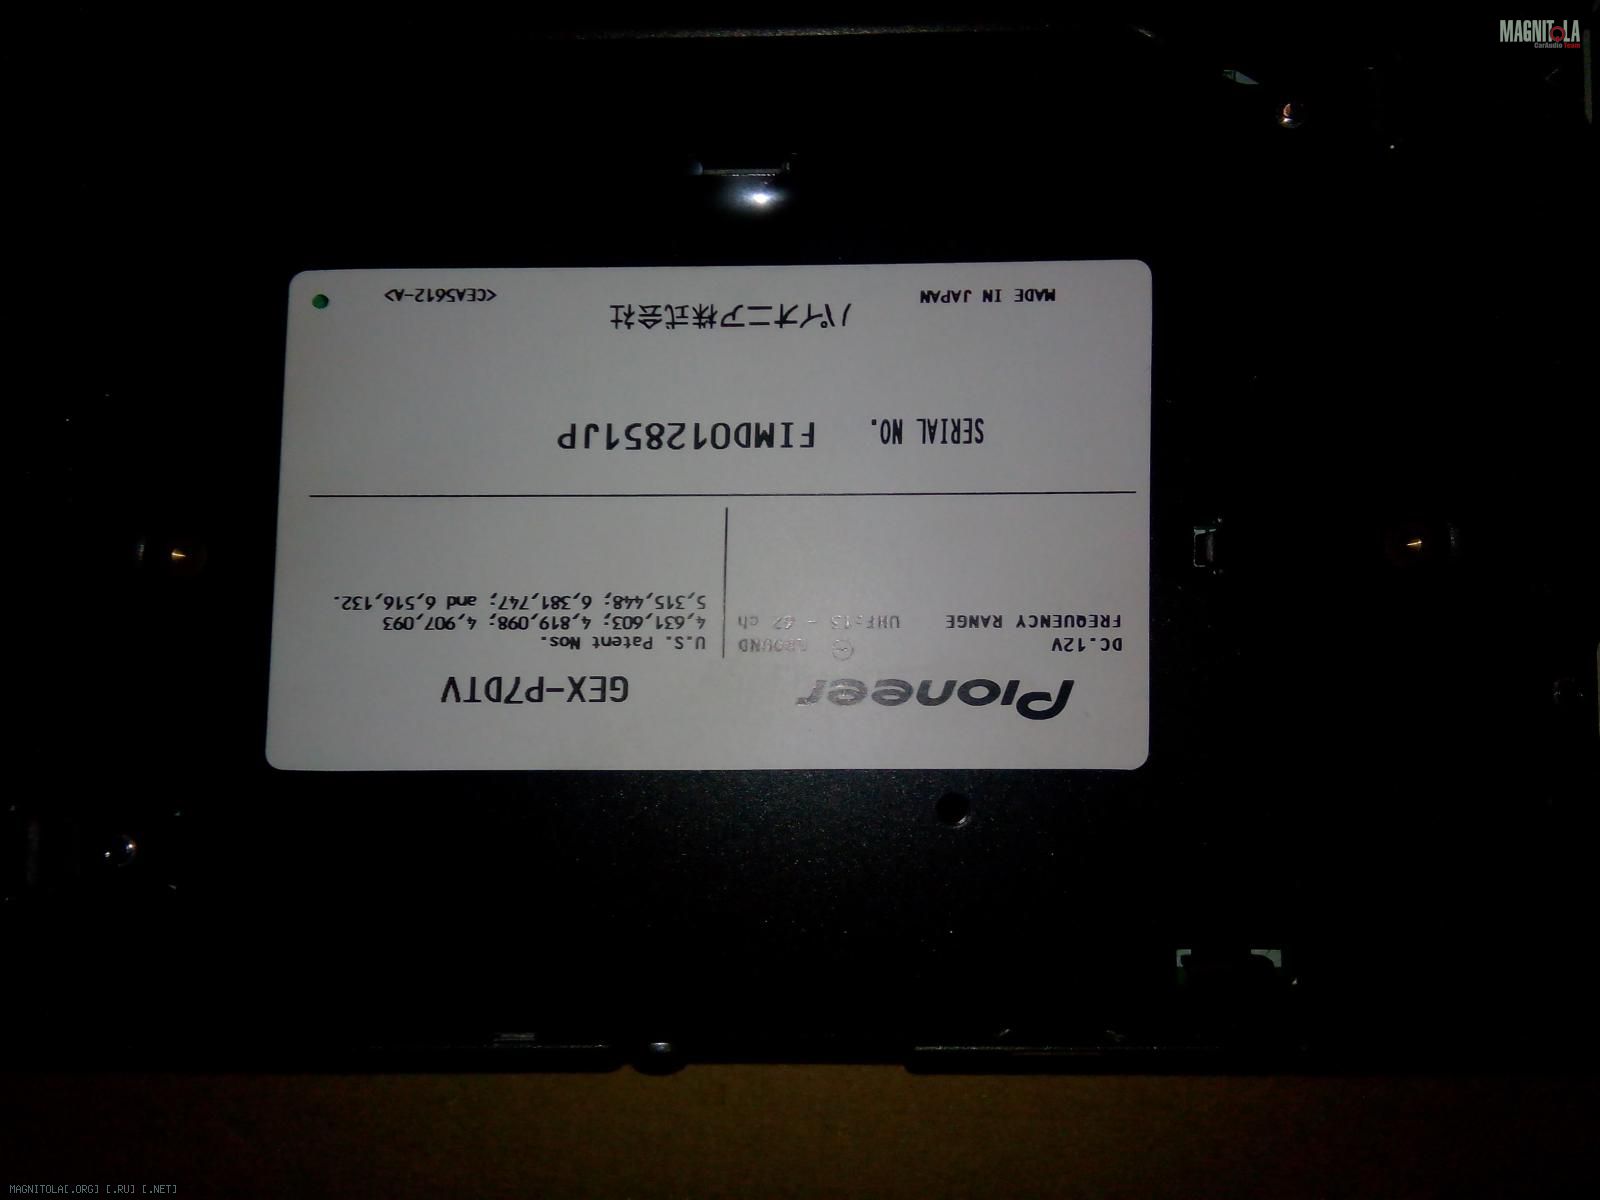 Pioneer GEX-P7DTV
DC.12V ⊖ GROUND
FREQUENCY RANGE UHF:13 - 62 ch
U.S. Patent Nos.
4,631,603; 4,819,098; 4,907,093
5,315,448; 6,381,747; and 6,516,132.
SERIAL NO. FIMD012851JP
パイオニア株式会社
MADE IN JAPAN <CEA5612-A>
MAGNITOLA
CarAudio Team
MAGNITOLA[.ORG] [.RU] [.NET]